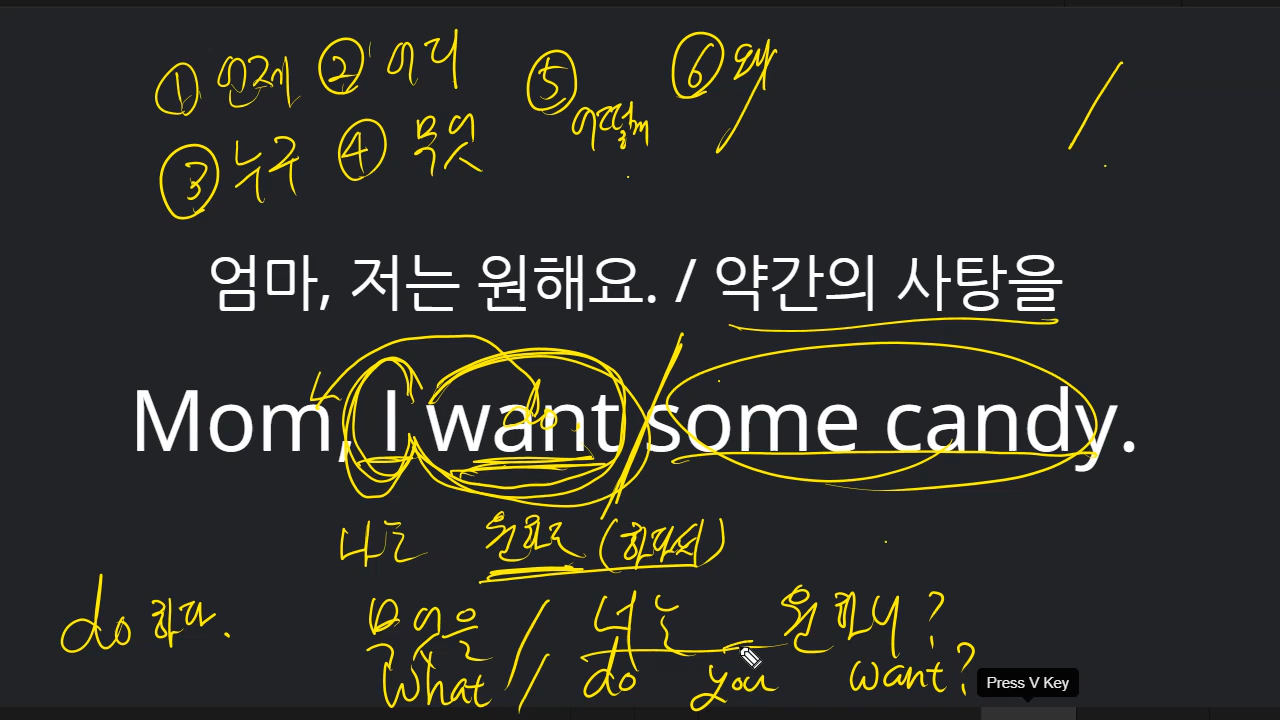 ① 언제 ② 어디 ⑤ 어떻게 ⑥ 왜
③ 누구 ④ 무엇
엄마, 저는 원해요. / 약간의 사탕을
Mom, I want some candy.
do
나는 원하고 (하다)
do 하다.
무엇을 / 너는 원하니?
What / do you want?
Press V Key